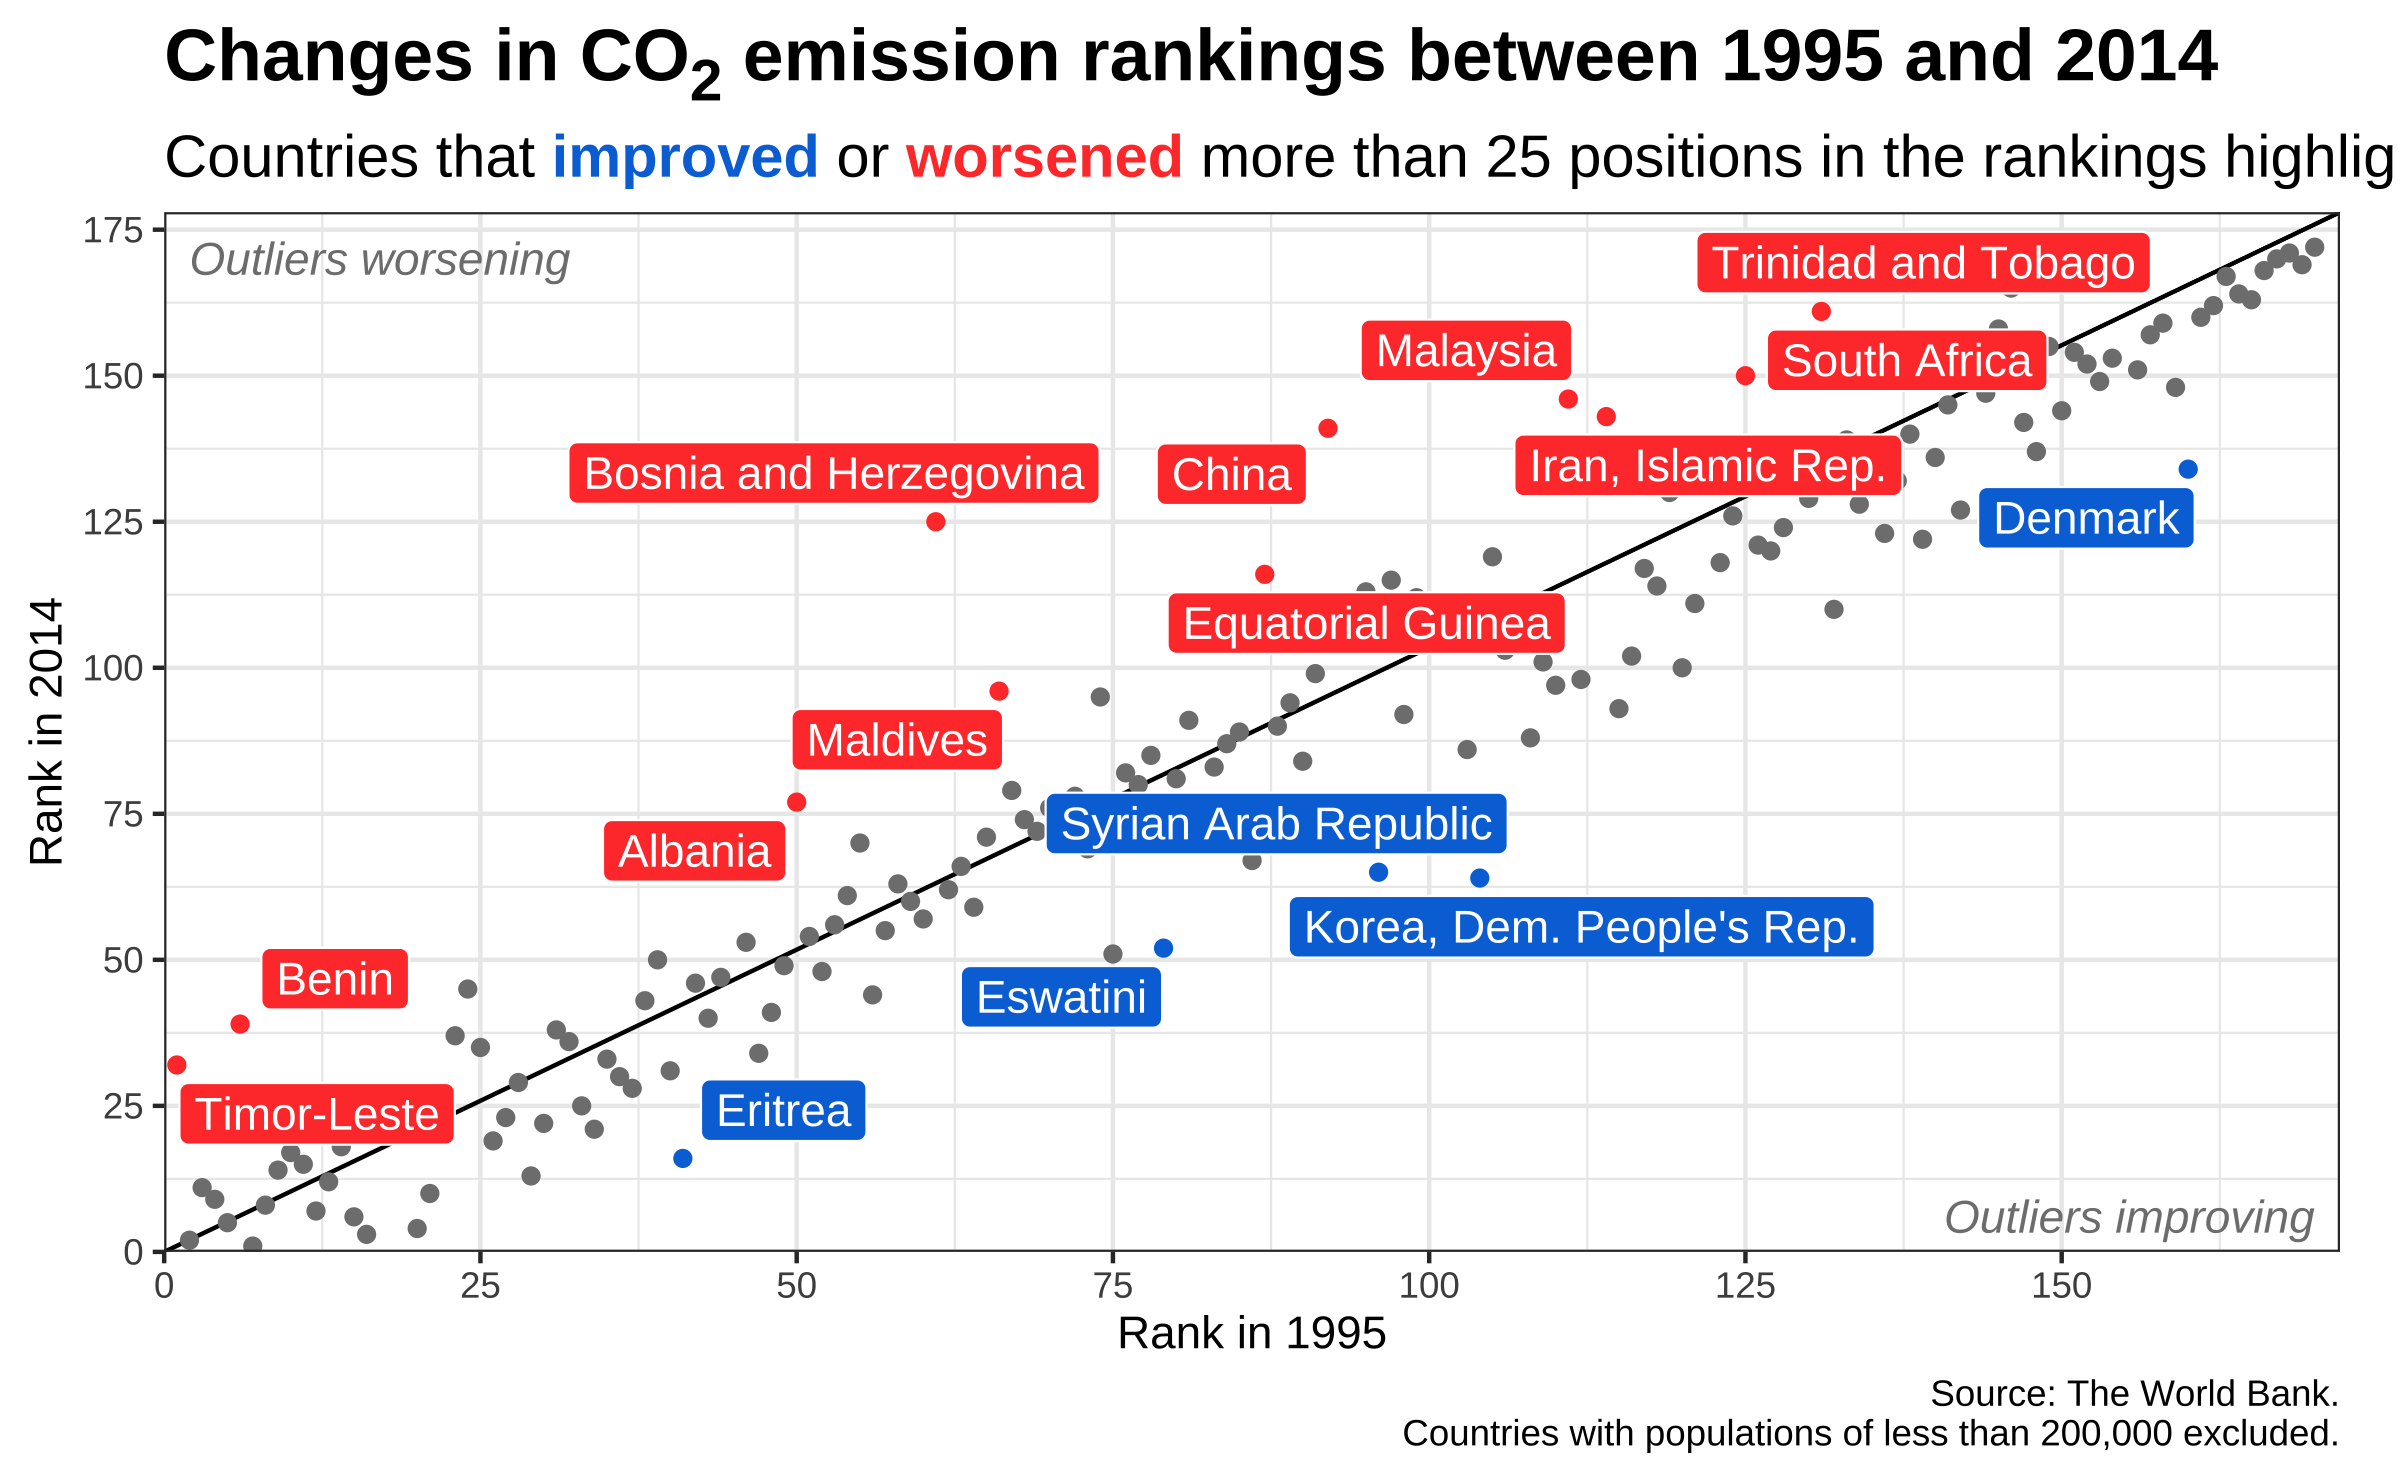 Changes in CO₂ emission rankings between 1995 and 2014
Countries that improved or worsened more than 25 positions in the rankings highlig
175
Outliers worsening
Trinidad and Tobago
Malaysia
South Africa
150
Bosnia and Herzegovina
China
Iran, Islamic Rep.
Denmark
125
Equatorial Guinea
Rank in 2014
100
Maldives
Syrian Arab Republic
75
Albania
Korea, Dem. People's Rep.
Benin
50
Eswatini
Eritrea
25
Timor-Leste
Outliers improving
0
0 25 50 75 100 125 150
Rank in 1995
Source: The World Bank.
Countries with populations of less than 200,000 excluded.